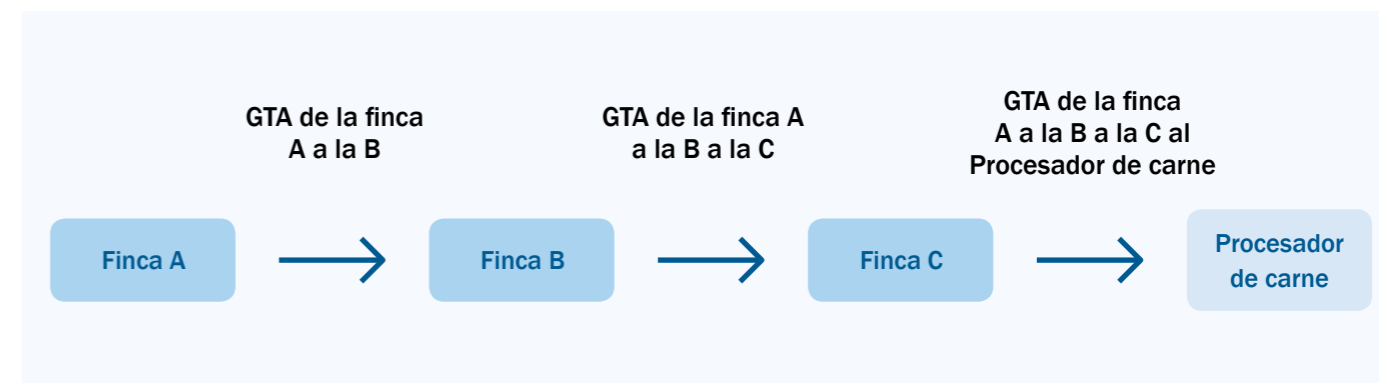 GTA de la finca
A a la B
GTA de la finca A
a la B a la C
GTA de la finca
A a la B a la C al
Procesador de carne
Finca A
Finca B
Finca C
Procesador
de carne